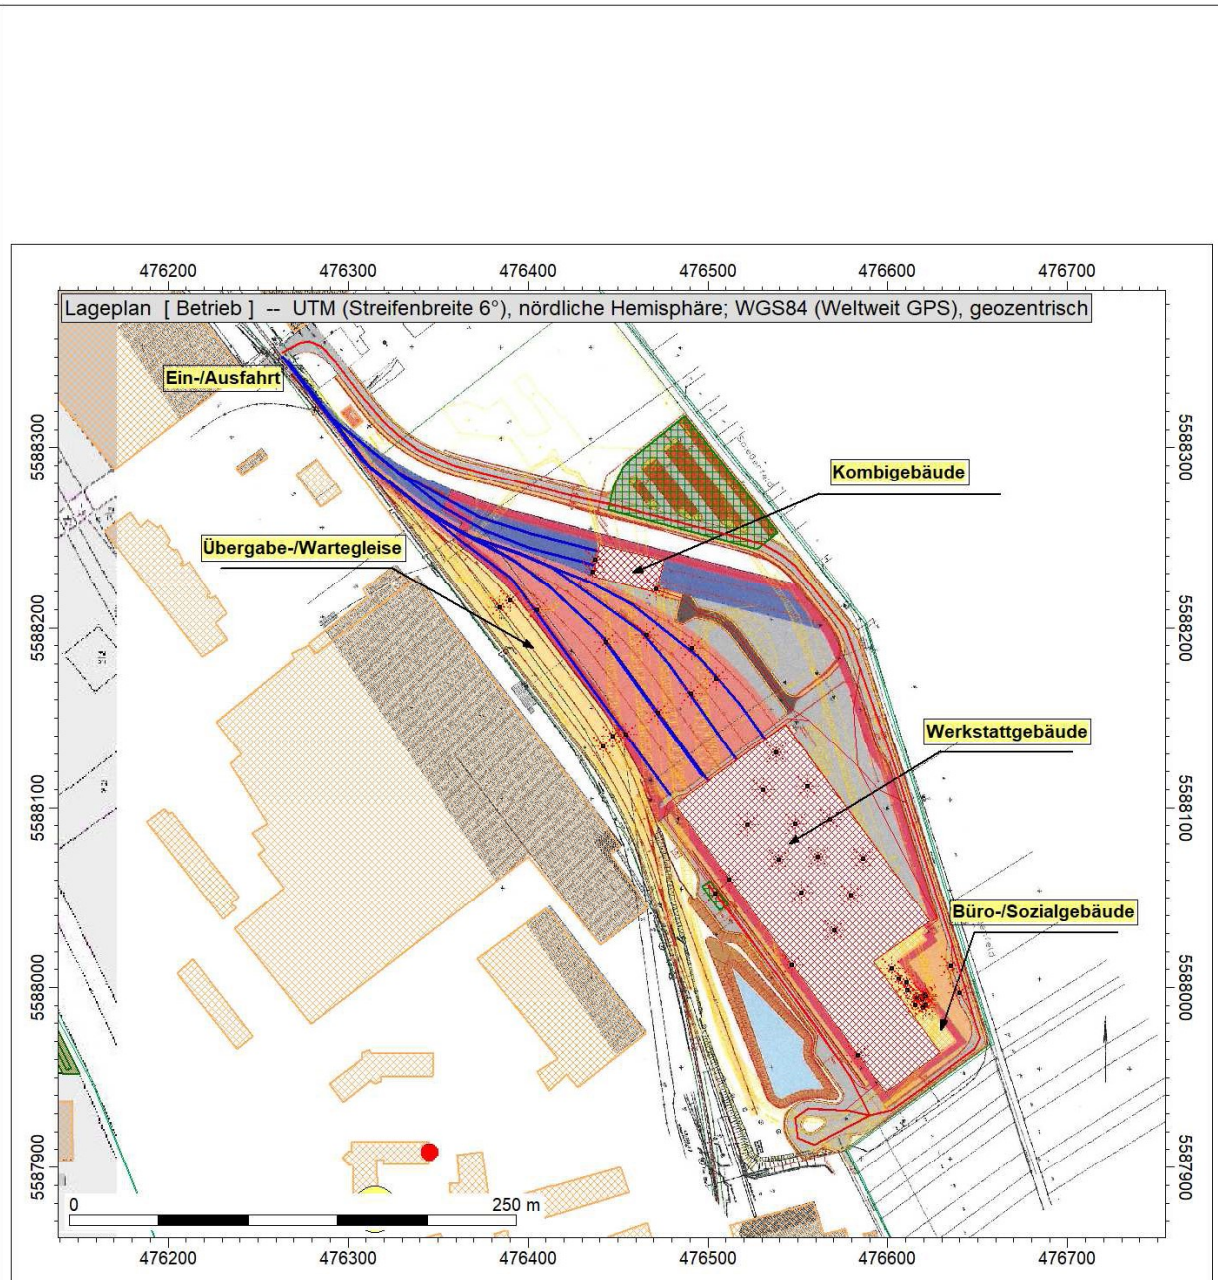 476200 476300 476400 476500 476600 476700
Lageplan [ Betrieb ] -- UTM (Streifenbreite 6°), nördliche Hemisphäre; WGS84 (Weltweit GPS), geozentrisch
Ein-/Ausfahrt
5588300
5588300
Kombigebäude
Übergabe-/Wartegleise
5588200
5588200
Werkstattgebäude
5588100
5588100
Büro-/Sozialgebäude
5588000
5588000
5587900
5587900
0 250 m
476200 476300 476400 476500 476600 476700